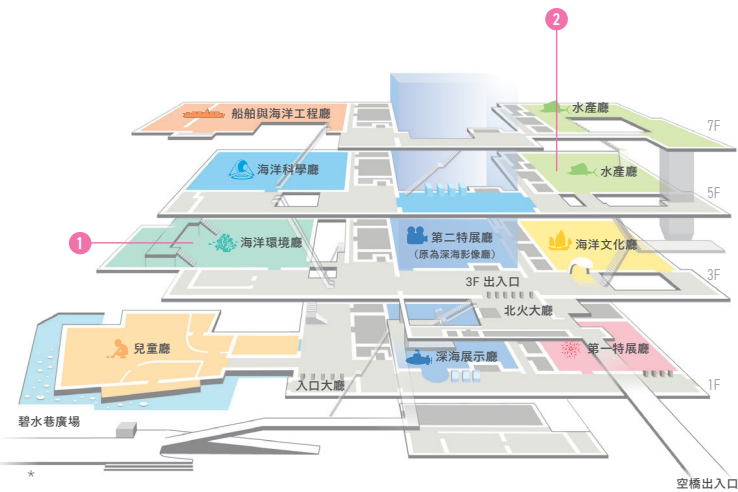 2
船舶與海洋工程廳
水產廳
7F
海洋科學廳
水產廳
5F
1
海洋環境廳
第二特展廳
(原為深海影像廳)
海洋文化廳
3F
3F 出入口
北火大廳
兒童廳
深海展示廳
第一特展廳
入口大廳
1F
碧水巷廣場
*
空橋出入口